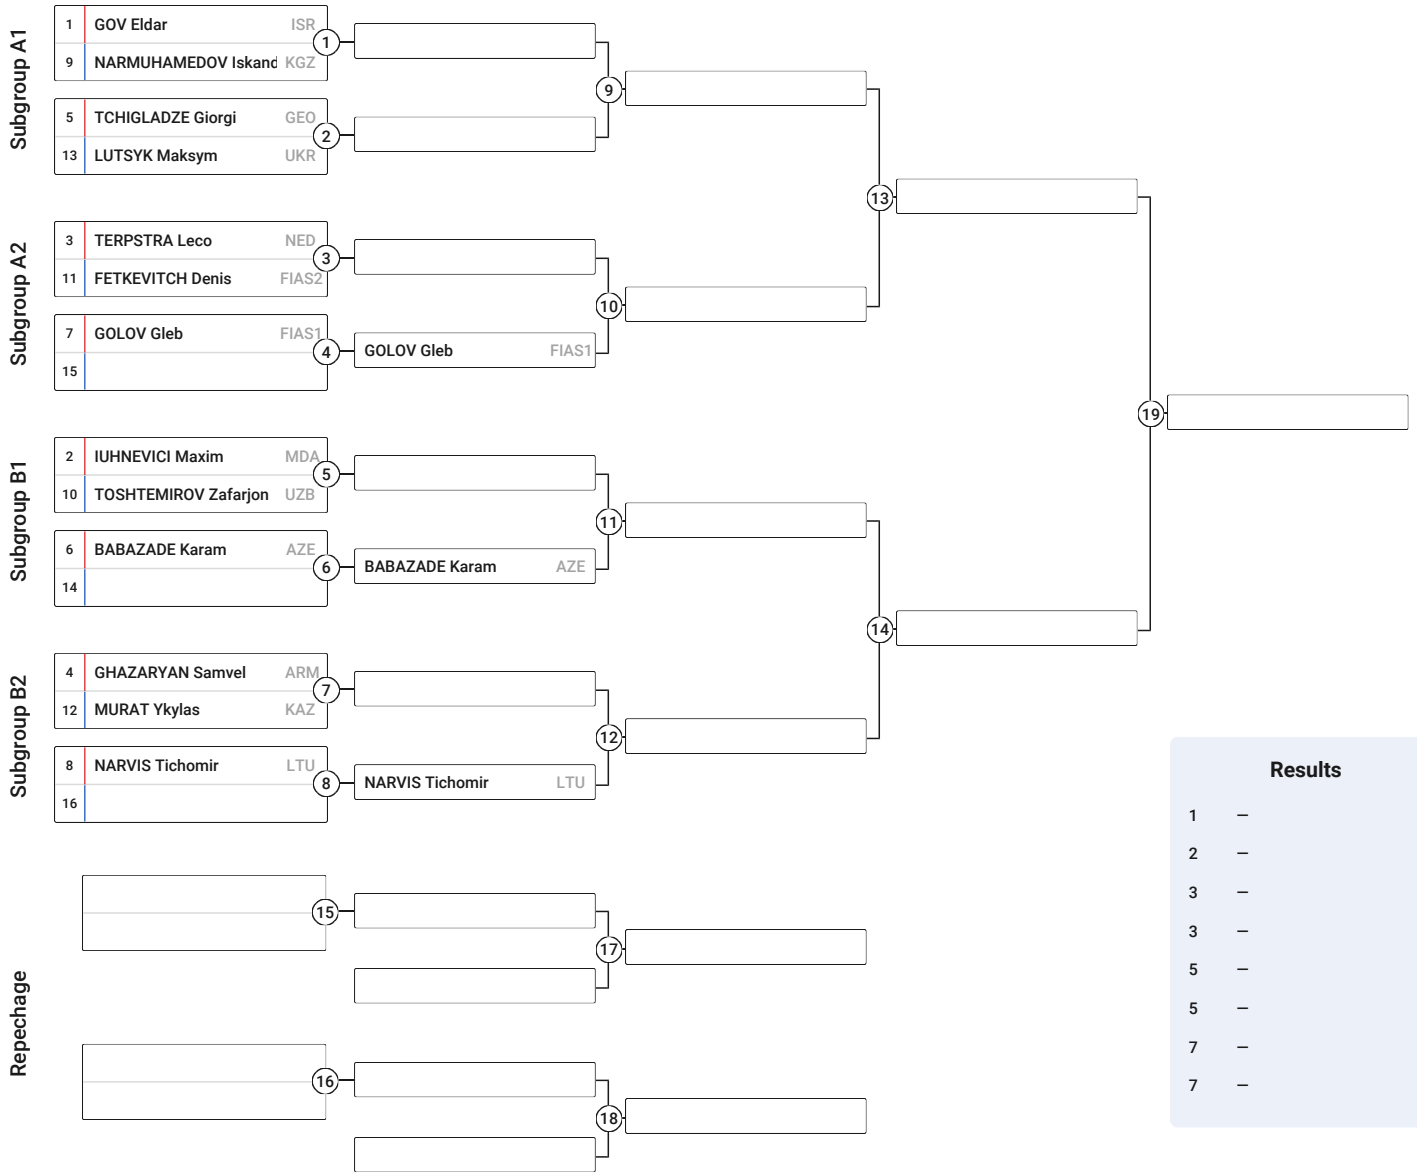 Subgroup A1
1 GOV Eldar ISR
9 NARMUHAMEDOV Iskand KGZ
1
5 TCHIGLADZE Giorgi GEO
13 LUTSYK Maksym UKR
2
9
Subgroup A2
3 TERPSTRA Leco NED
11 FETKEVITCH Denis FIAS2
3
7 GOLOV Gleb FIAS1
15
4
GOLOV Gleb FIAS1
10
13
Subgroup B1
2 IUHNEVICI Maxim MDA
10 TOSHTEMIROV Zafarjon UZB
5
6 BABAZADE Karam AZE
14
6
BABAZADE Karam AZE
11
Subgroup B2
4 GHAZARYAN Samvel ARM
12 MURAT Ykylas KAZ
7
8 NARVIS Tichomir LTU
16
8
NARVIS Tichomir LTU
12
14
19
Repechage
15
17
16
18
Results
1 –
2 –
3 –
3 –
5 –
5 –
7 –
7 –